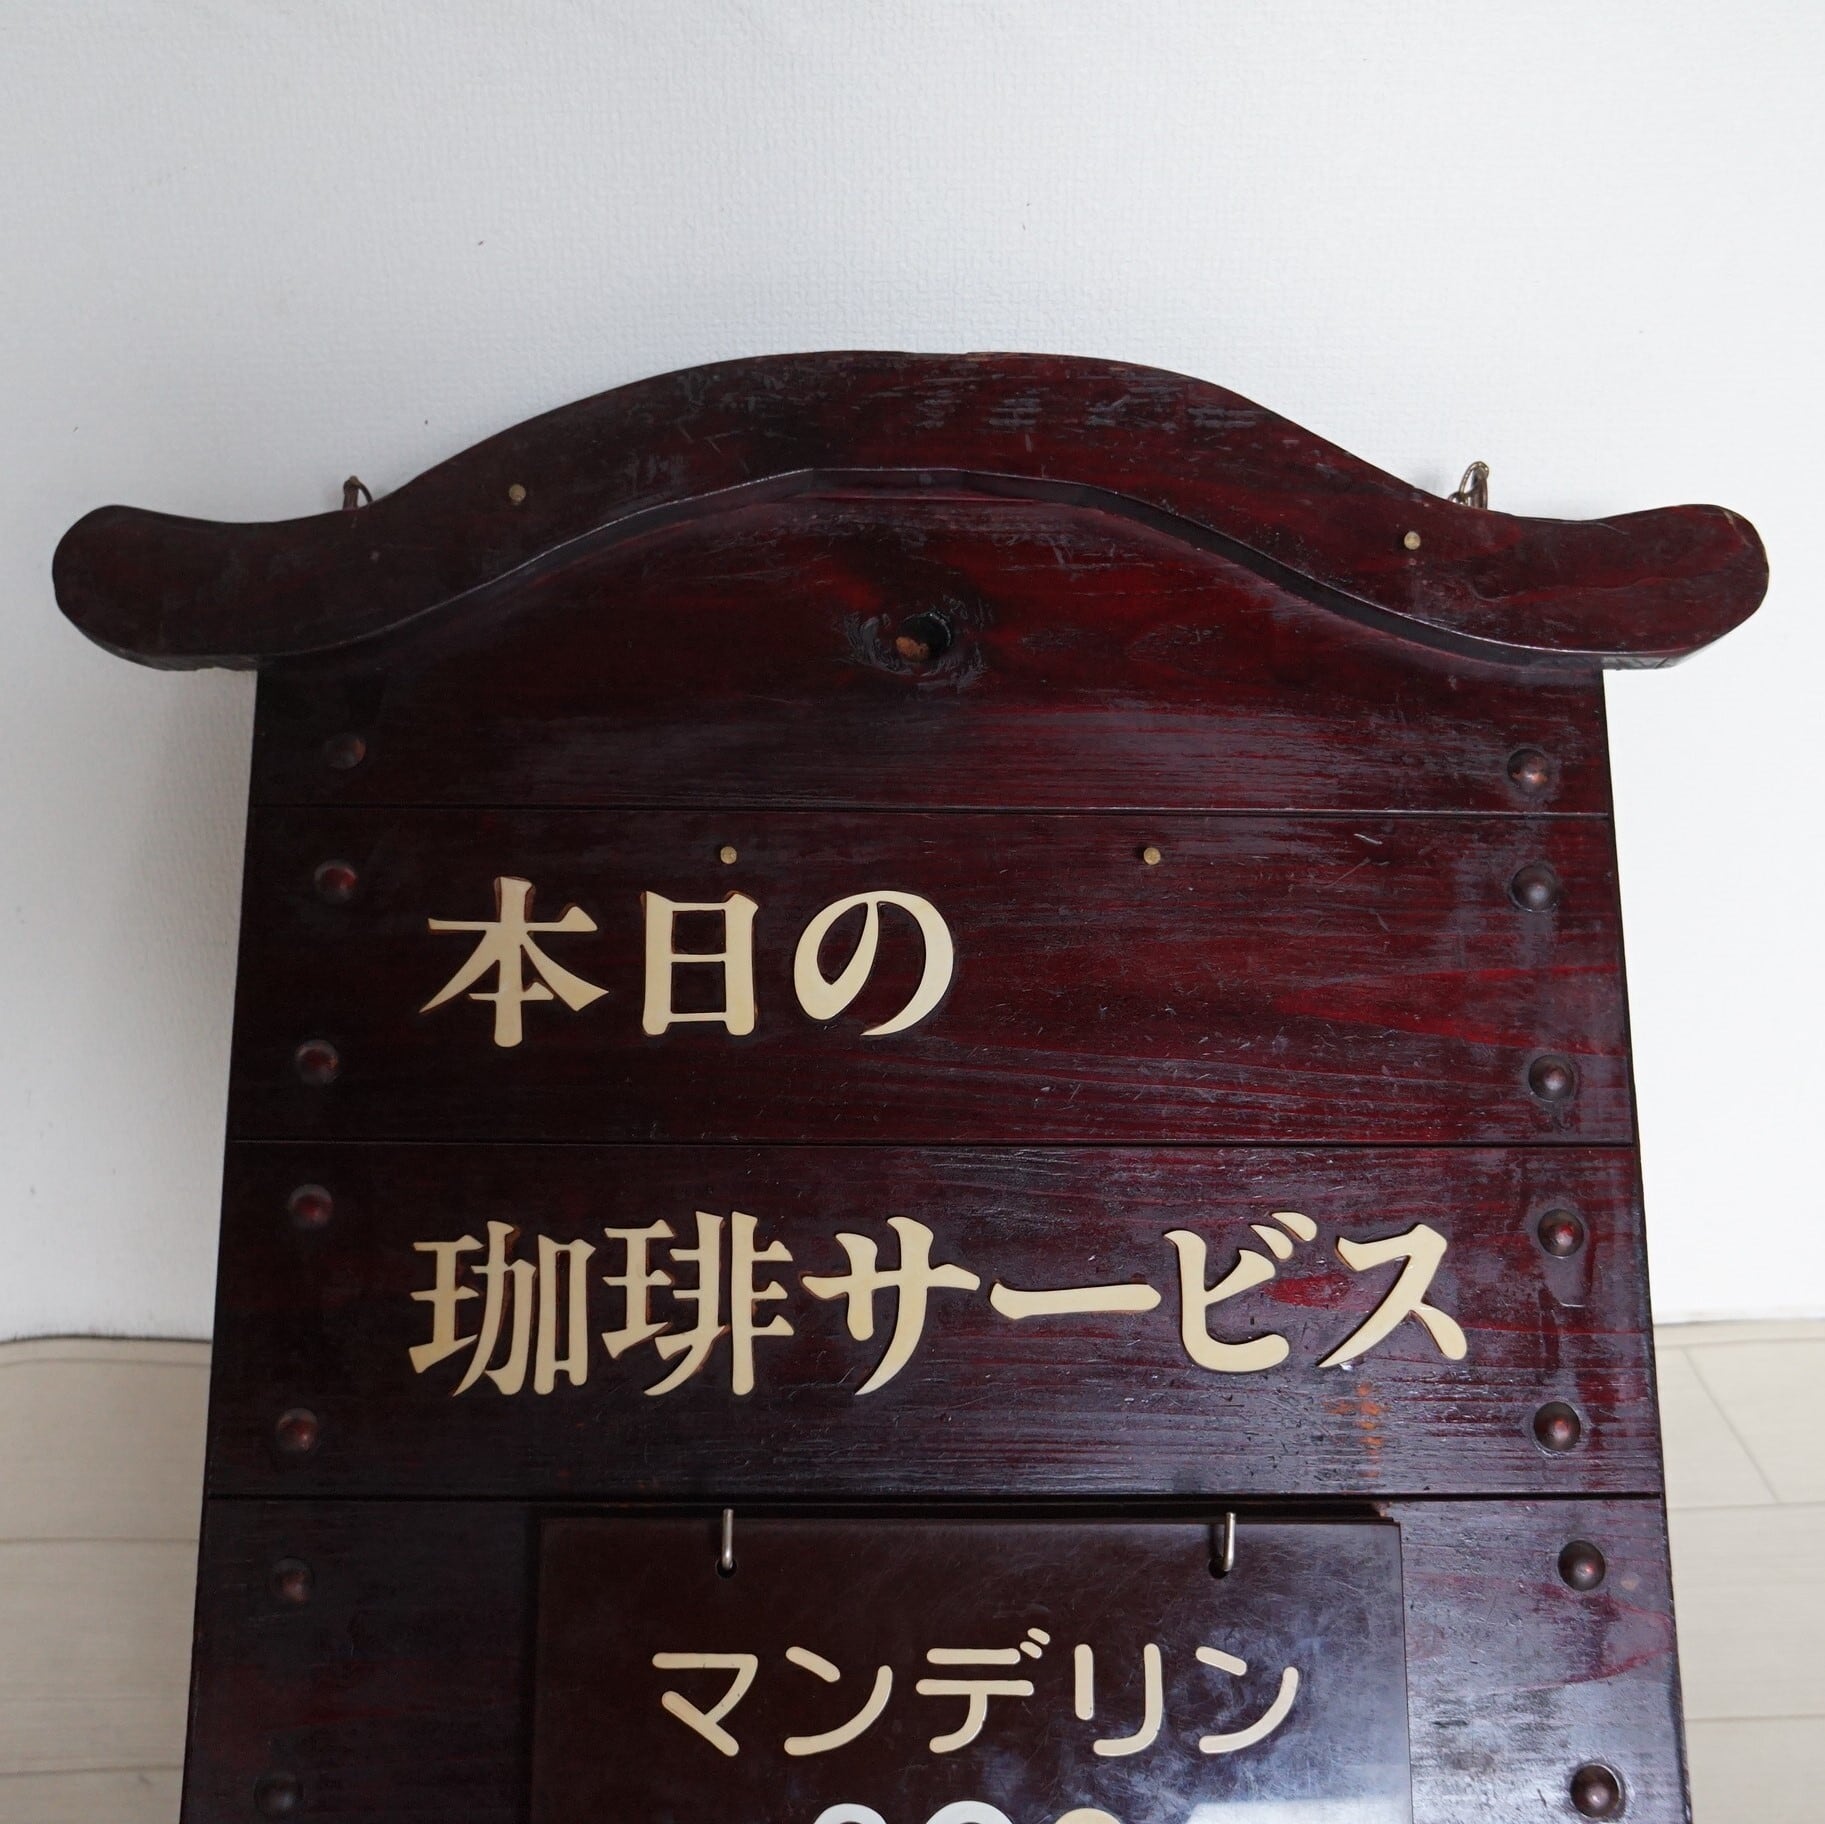 本日の
珈琲サービス
マンデリン